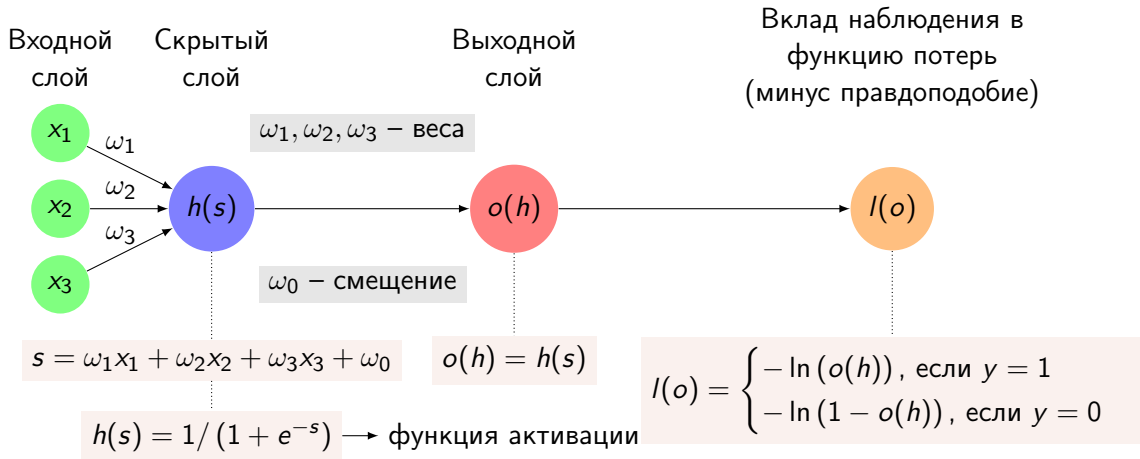 Входной
слой
Скрытый
слой
Выходной
слой
Вклад наблюдения в
функцию потерь
(минус правдоподобие)
x₁
x₂
x₃
ω₁
ω₂
ω₃
ω₁, ω₂, ω₃ – веса
h(s)
o(h)
l(o)
ω₀ – смещение
s = ω₁x₁ + ω₂x₂ + ω₃x₃ + ω₀
o(h) = h(s)
l(o) = { − ln (o(h)) , если y = 1
− ln (1 − o(h)) , если y = 0
h(s) = 1/ (1 + e⁻ˢ) → функция активации